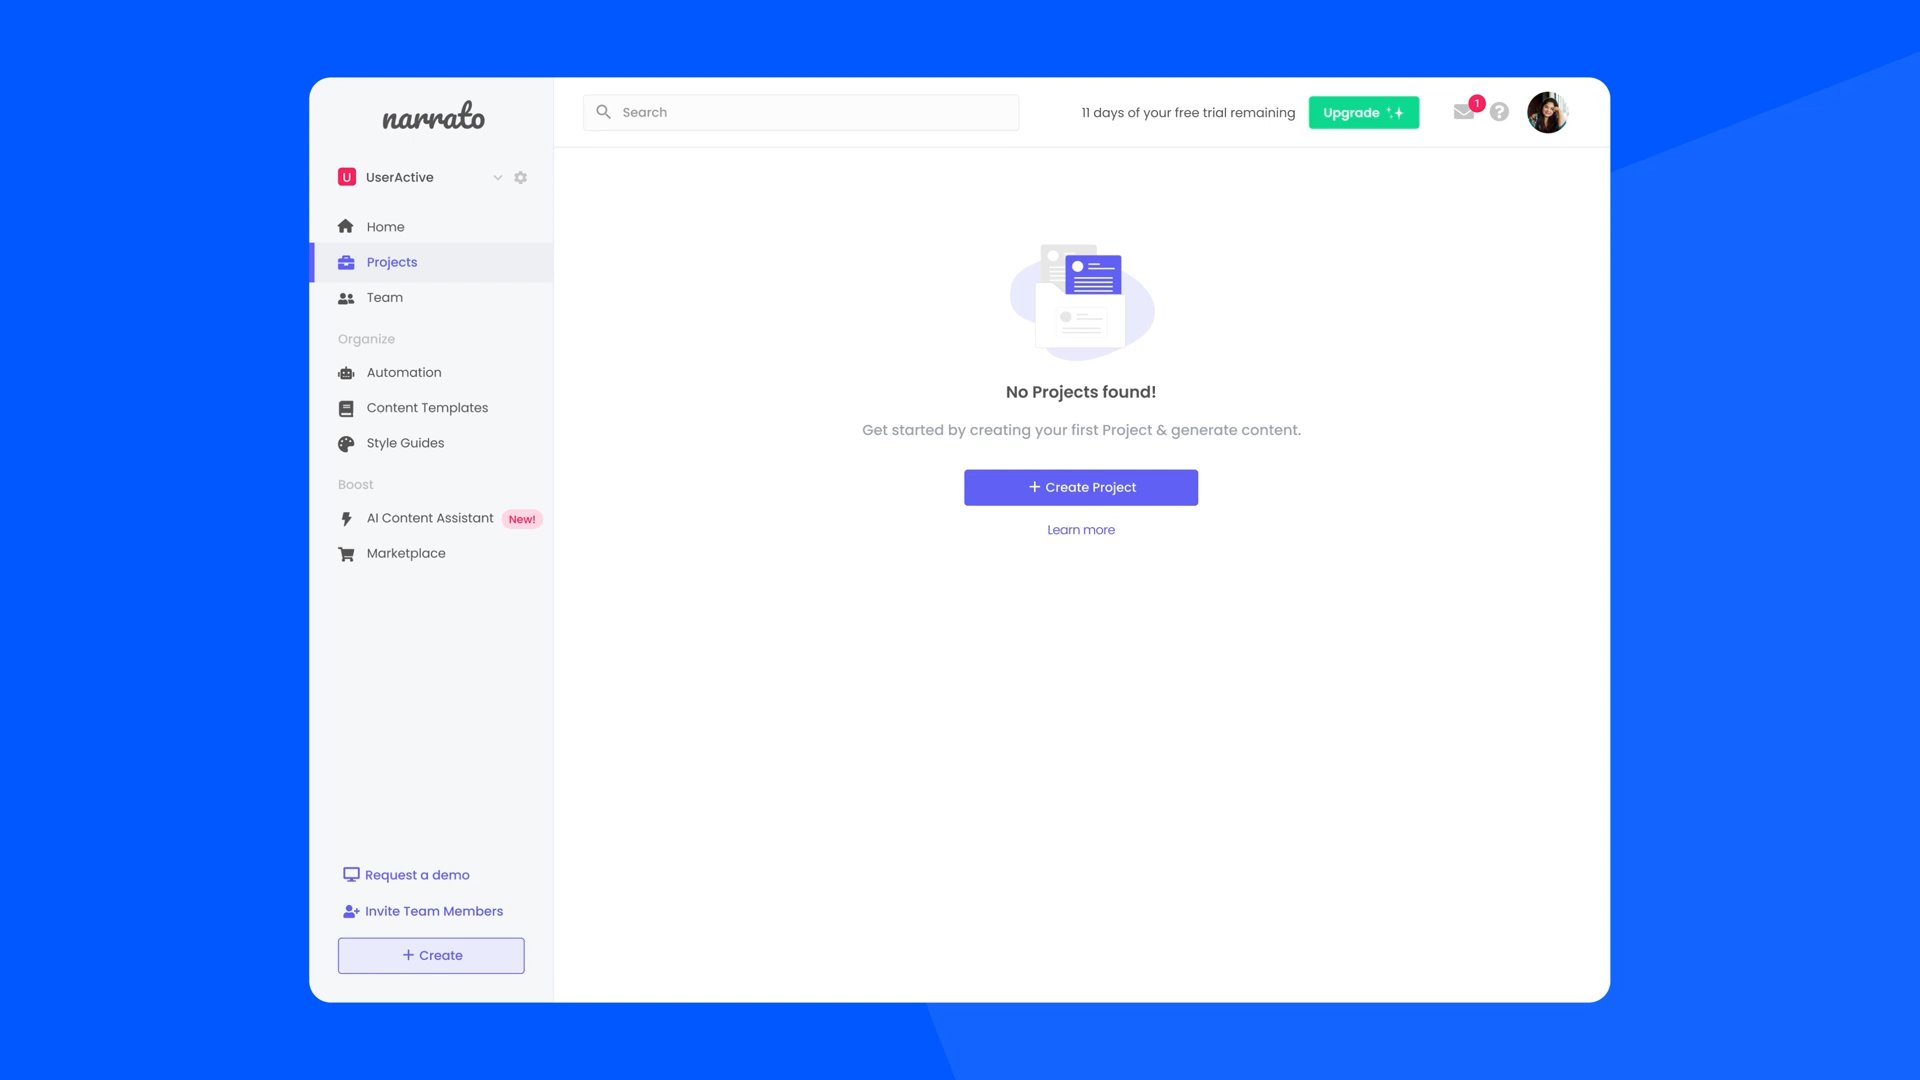 narrato
Search
11 days of your free trial remaining
Upgrade
1
?
U UserActive
Home
Projects
Team
Organize
Automation
Content Templates
Style Guides
Boost
AI Content Assistant New!
Marketplace
No Projects found!
Get started by creating your first Project & generate content.
+ Create Project
Learn more
Request a demo
Invite Team Members
+ Create